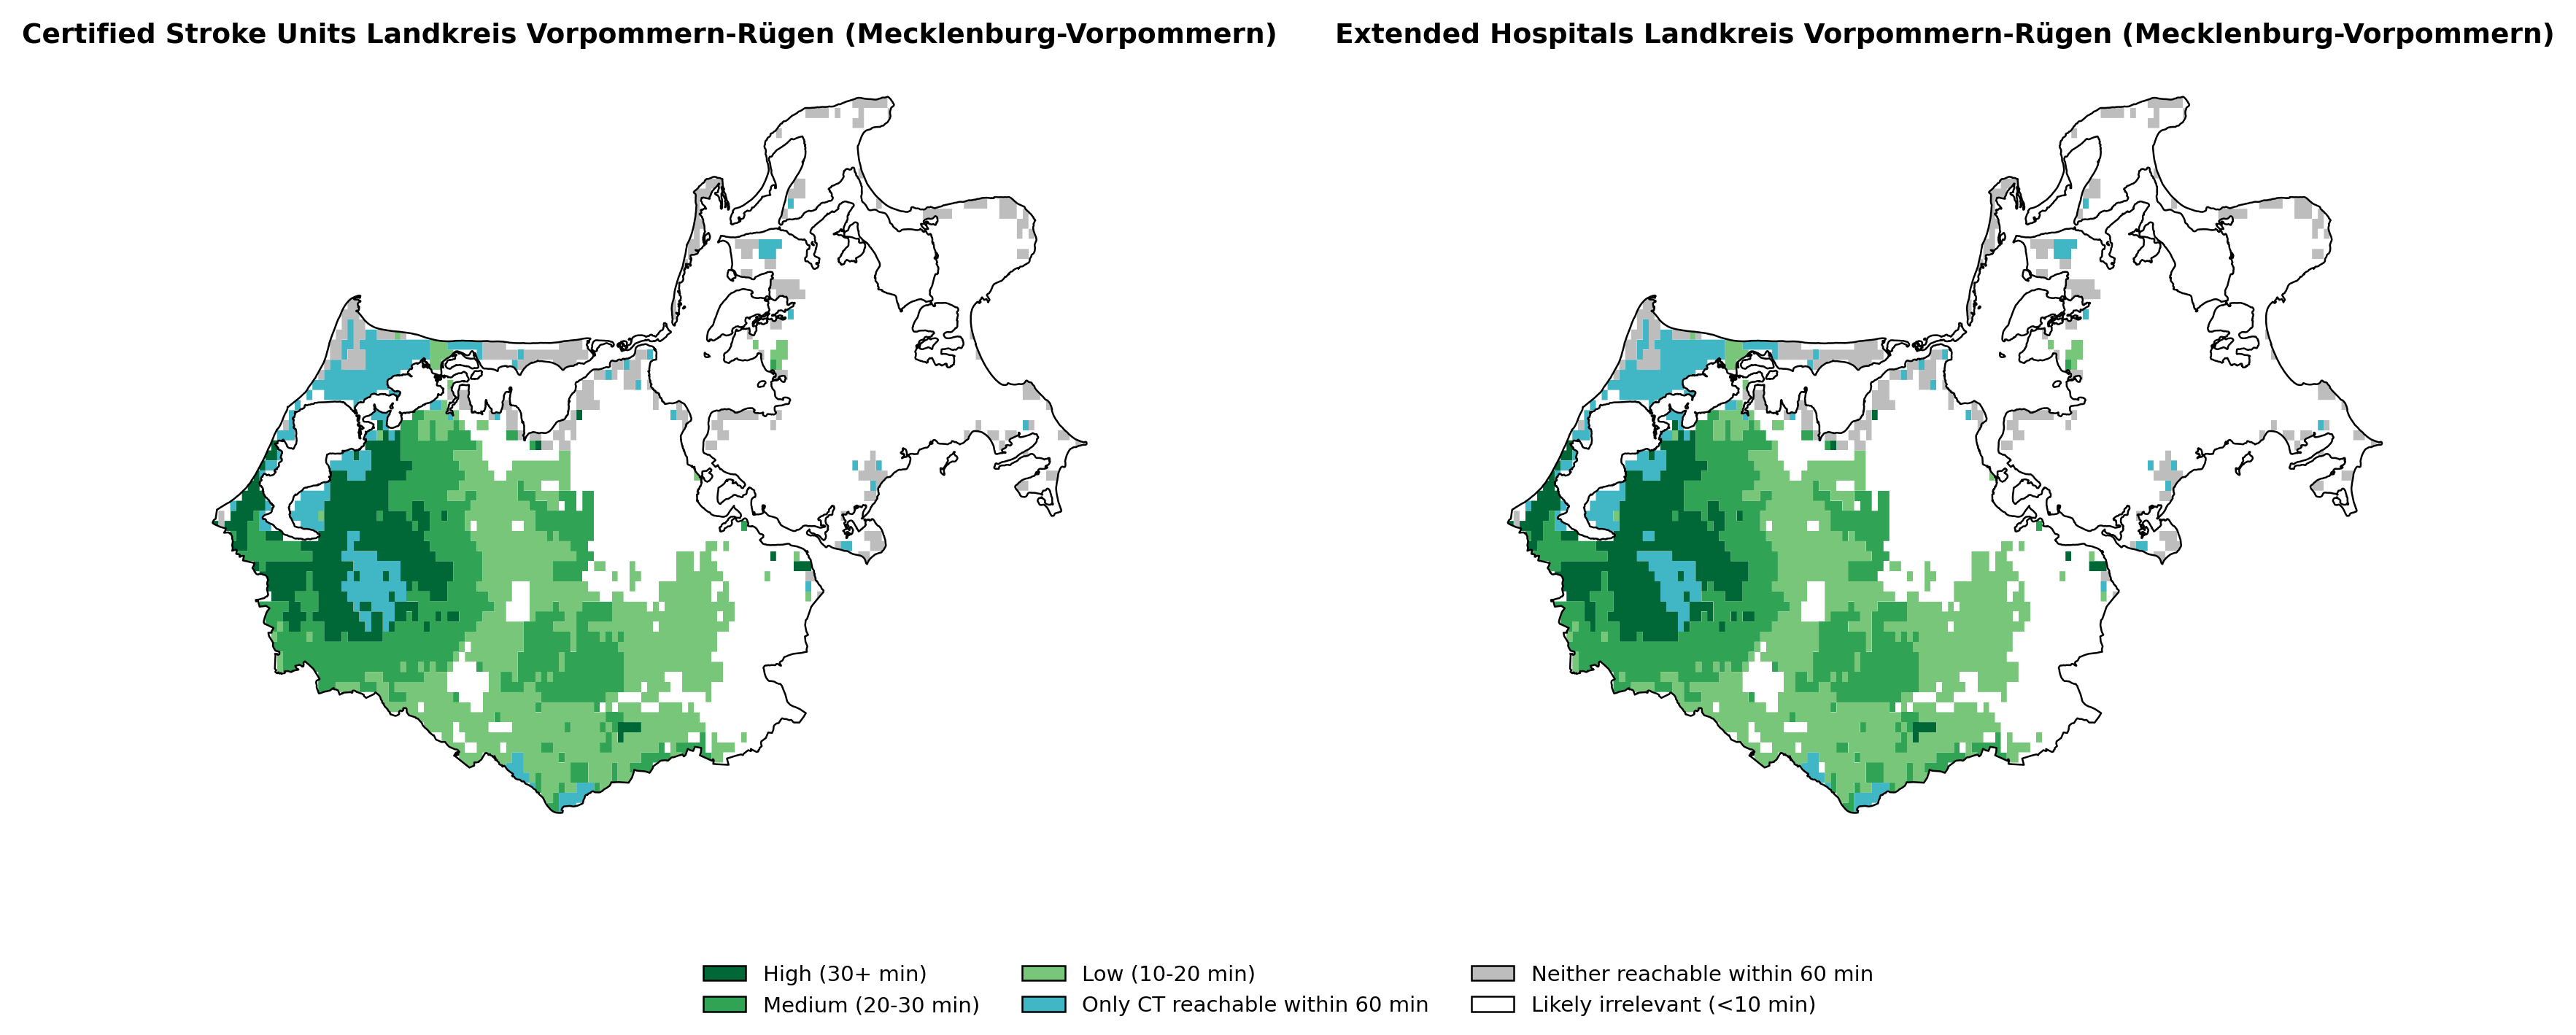 Certified Stroke Units Landkreis Vorpommern-Rügen (Mecklenburg-Vorpommern)
Extended Hospitals Landkreis Vorpommern-Rügen (Mecklenburg-Vorpommern)
High (30+ min)
Medium (20-30 min)
Low (10-20 min)
Only CT reachable within 60 min
Neither reachable within 60 min
Likely irrelevant (<10 min)